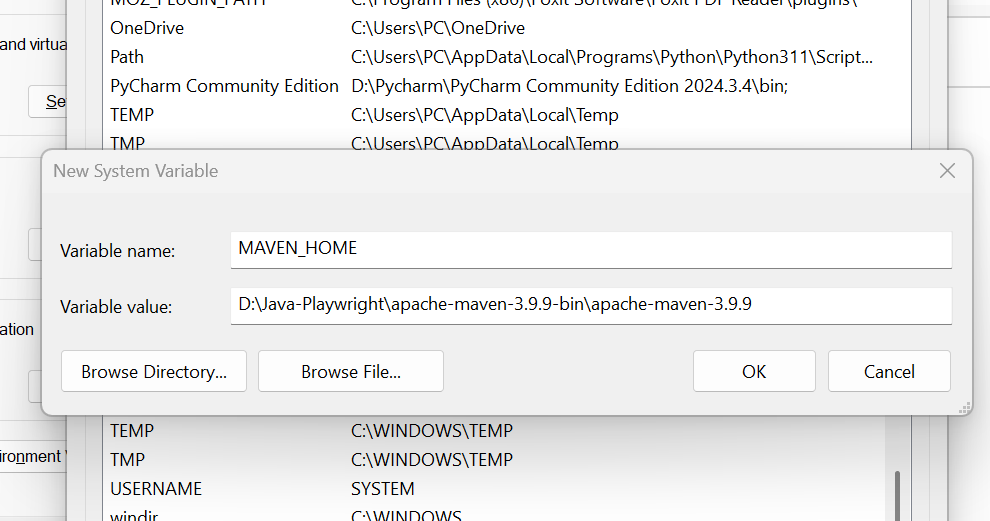 MOZ_PLUGIN_PATH C:\Program Files (x86)\Foxit Software\Foxit PDF Reader\plugins\
and virtua
OneDrive C:\Users\PC\OneDrive
Path C:\Users\PC\AppData\Local\Programs\Python\Python311\Script...
PyCharm Community Edition D:\Pycharm\PyCharm Community Edition 2024.3.4\bin;
Se
TEMP C:\Users\PC\AppData\Local\Temp
TMP C:\Users\PC\AppData\Local\Temp
New System Variable
Variable name: MAVEN_HOME
Variable value: D:\Java-Playwright\apache-maven-3.9.9-bin\apache-maven-3.9.9
ation
Browse Directory... Browse File... OK Cancel
TEMP C:\WINDOWS\TEMP
ironment
TMP C:\WINDOWS\TEMP
USERNAME SYSTEM
windir C:\WINDOWS